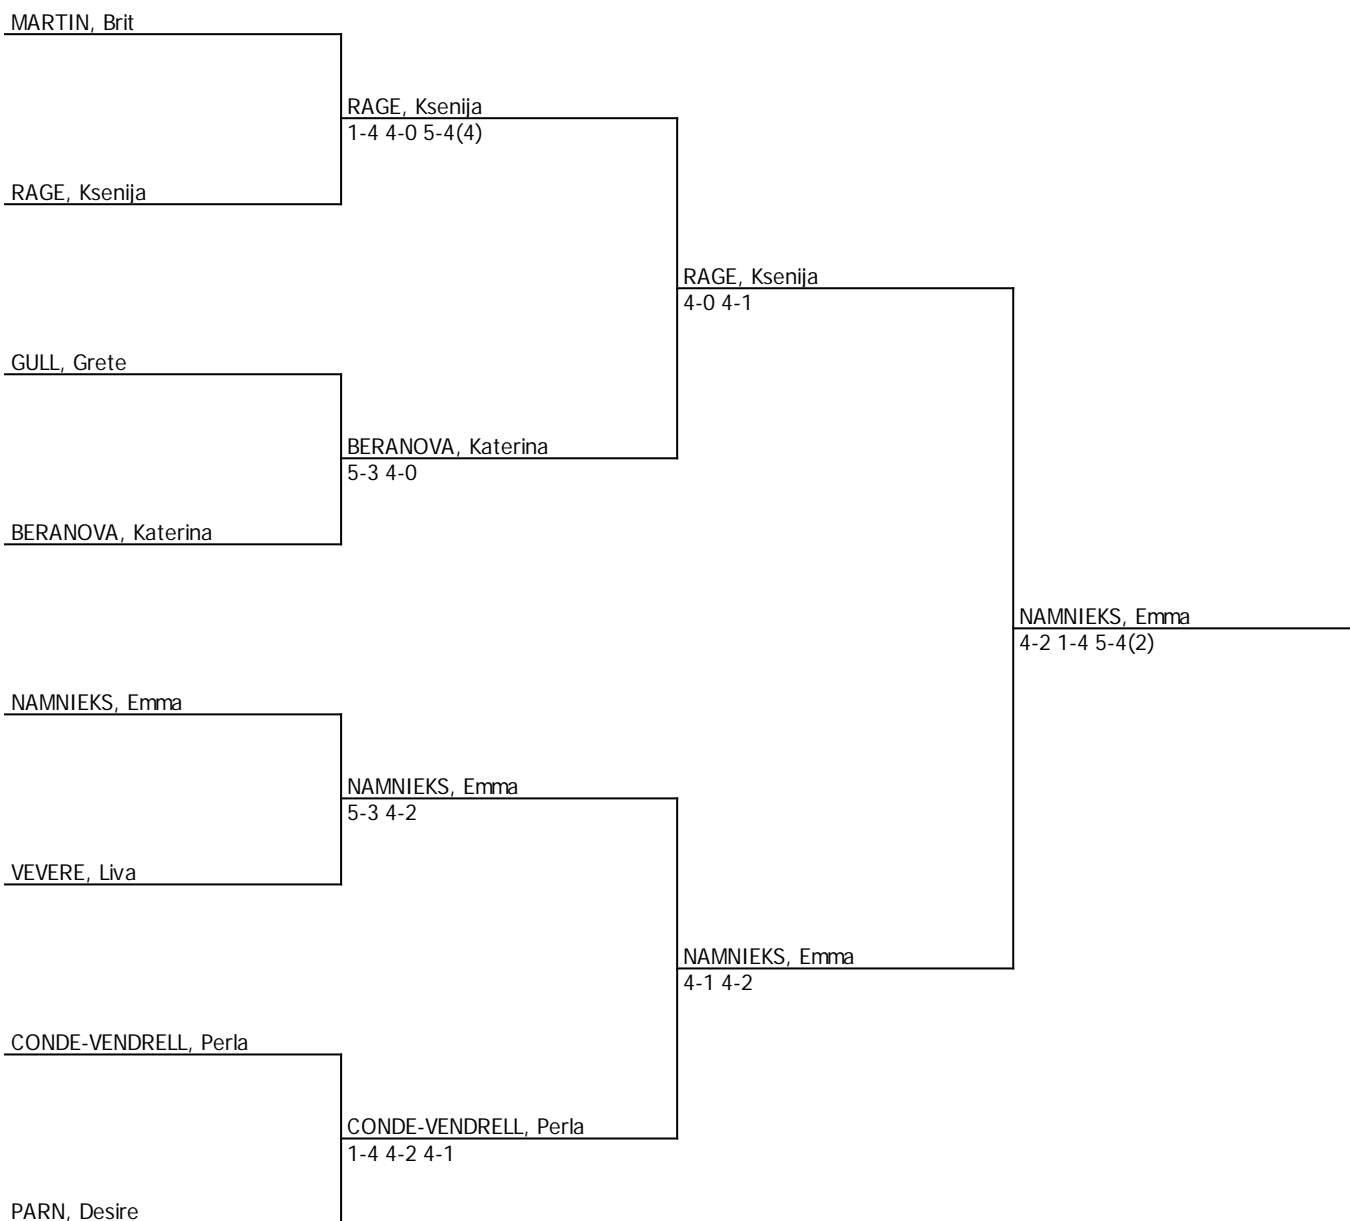 MARTIN, Brit
RAGE, Ksenija
1-4 4-0 5-4(4)
RAGE, Ksenija
RAGE, Ksenija
4-0 4-1
GULL, Grete
BERANOVA, Katerina
5-3 4-0
BERANOVA, Katerina
NAMNIEKS, Emma
4-2 1-4 5-4(2)
NAMNIEKS, Emma
NAMNIEKS, Emma
5-3 4-2
VEVERE, Liva
NAMNIEKS, Emma
4-1 4-2
CONDE-VENDRELL, Perla
CONDE-VENDRELL, Perla
1-4 4-2 4-1
PARN, Desire